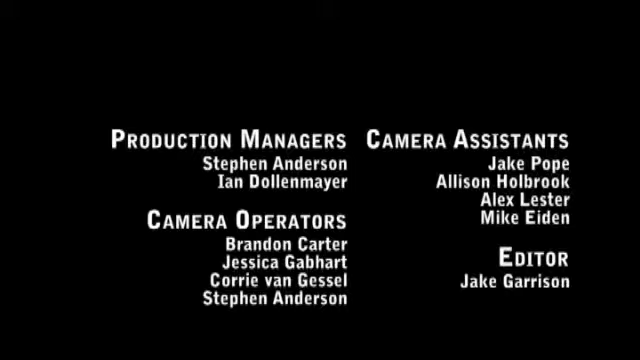 PRODUCTION MANAGERS
Stephen Anderson
Ian Dollenmayer
CAMERA OPERATORS
Brandon Carter
Jessica Gabhart
Corrie van Gessel
Stephen Anderson
CAMERA ASSISTANTS
Jake Pope
Allison Holbrook
Alex Lester
Mike Eiden
EDITOR
Jake Garrison